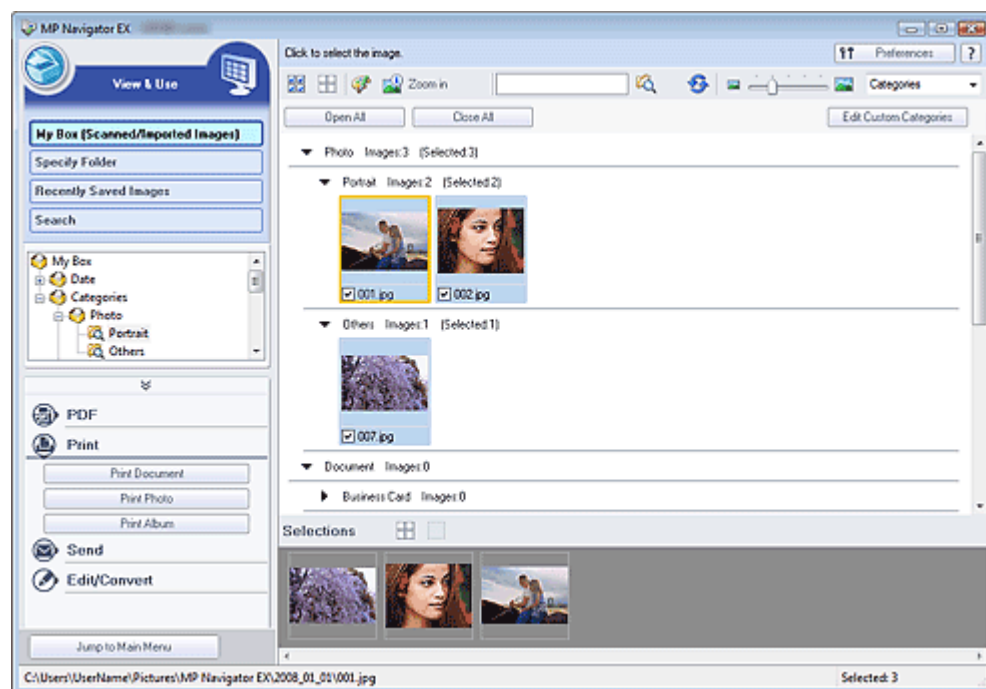 MP Navigator EX
View & Use
My Box (Scanned/Imported Images)
Specify Folder
Recently Saved Images
Search
My Box
Date
Categories
Photo
Portrait
Others
PDF
Print
Print Document
Print Photo
Print Album
Send
Edit/Convert
Jump to Main Menu
Click to select the image.
Preferences
?
Zoom in
Categories
Open All
Close All
Edit Custom Categories
Photo Images:3 (Selected:3)
Portrait Images:2 (Selected:2)
001.jpg
002.jpg
Others Images:1 (Selected:1)
007.jpg
Document Images:0
Business Card Images:0
Selections
C:\Users\UserName\Pictures\MP Navigator EX\2008_01_01\001.jpg
Selected: 3